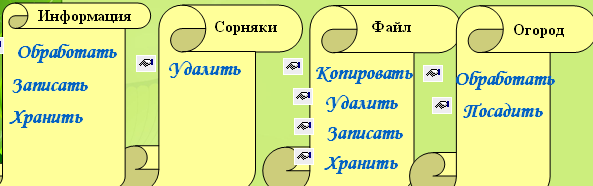 Информация
Обработать
Записать
Хранить
Сорняки
Удалить
Файл
Копировать
Удалить
Записать
Хранить
Огород
Обработать
Посадить